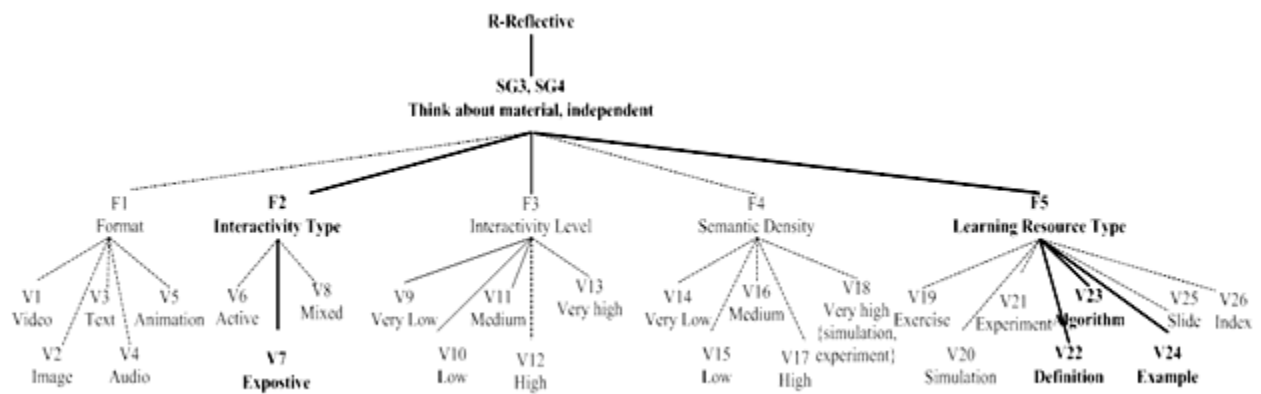 R-Reflective
SG3, SG4
Think about material, independent
F1
Format
F2
Interactivity Type
F3
Interactivity Level
F4
Semantic Density
F5
Learning Resource Type
V1
Video
V2
Image
V3
Text
V4
Audio
V5
Animation
V6
Active
V7
Expostive
V8
Mixed
V9
Very Low
V10
Low
V11
Medium
V12
High
V13
Very high
V14
Very Low
V15
Low
V16
Medium
V17
High
V18
Very high
{simulation,
experiment}
V19
Exercise
V20
Simulation
V21
Experiment
V22
Definition
V23
Algorithm
V24
Example
V25
Slide
V26
Index